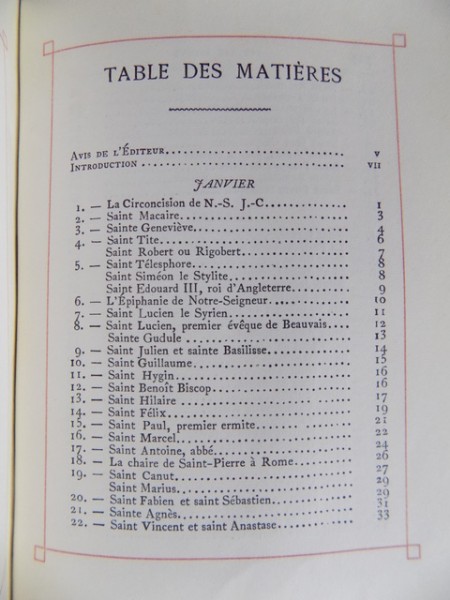 TABLE DES MATIÈRES
AVIS DE L'ÉDITEUR........................ V
INTRODUCTION ........................ VII
JANVIER
1. — La Circoncision de N.-S. J.-C............ 1
2. — Saint Macaire........................ 3
3. — Sainte Geneviève..................... 4
4. — Saint Tite........................... 6
Saint Robert ou Rigobert............. 7
5. — Saint Télesphore..................... 8
Saint Siméon le Stylite.............. 8
Saipt Edouard III, roi d'Angleterre.... 9
6. — L'Épiphanie de Notre-Seigneur........ 10
7. — Saint Lucien le Syrien............... 11
8. — Saint Lucien, premier évêque de Beauvais.... 12
Sainte Gudule ....................... 13
9. — Saint Julien et sainte Basilisse..... 14
10. — Saint Guillaume..................... 15
11. — Saint Hygin......................... 16
12. — Saint Benoît Biscop................. 16
13. — Saint Hilaire....................... 17
14. — Saint Félix......................... 19
15. — Saint Paul, premier ermite.......... 21
16. — Saint Marcel........................ 22
17. — Saint Antoine, abbé................. 24
18. — La chaire de Saint-Pierre à Rome.... 26
19. — Saint Canut......................... 27
Saint Marius......................... 29
20. — Saint Fabien et saint Sébastien..... 29
21. — Sainte Agnès........................ 31
22. — Saint Vincent et saint Anastase..... 33